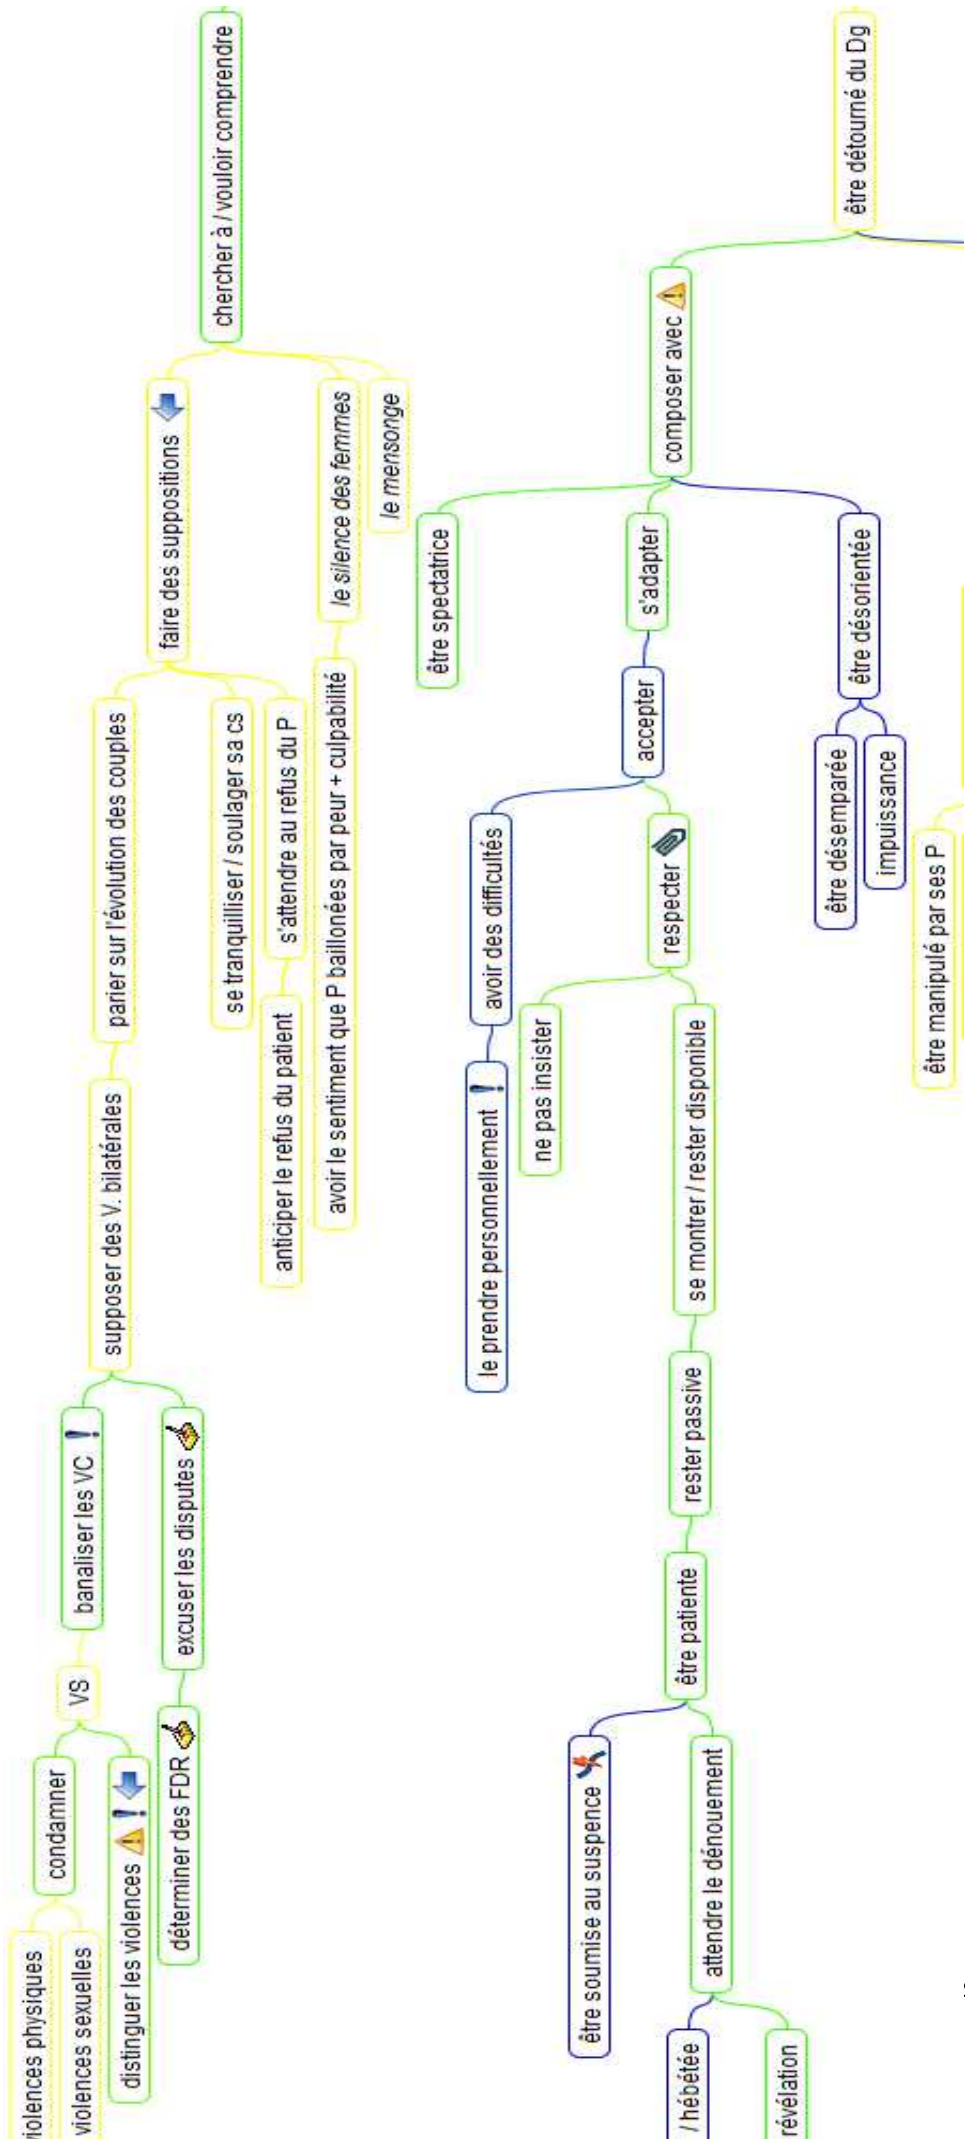 chercher à / vouloir comprendre
faire des suppositions
parier sur l'évolution des couples
supposer des V. bilatérales
banaliser les VC
VS
condamner
violences physiques
violences sexuelles
distinguer les violences
excuser les disputes
déterminer des FDR
se tranquilliser / soulager sa cs
s'attendre au refus du P
anticiper le refus du patient
le silence des femmes
avoir le sentiment que P baillonées par peur + culpabilité
le mensonge
être détourné du Dg
composer avec
être spectatrice
s'adapter
accepter
avoir des difficultés
le prendre personnellement
respecter
ne pas insister
se montrer / rester disponible
rester passive
être patiente
être soumise au suspence
attendre le dénouement
/ hébétée
révélation
être désorientée
être désemparée
impuissance
être manipulé par ses P